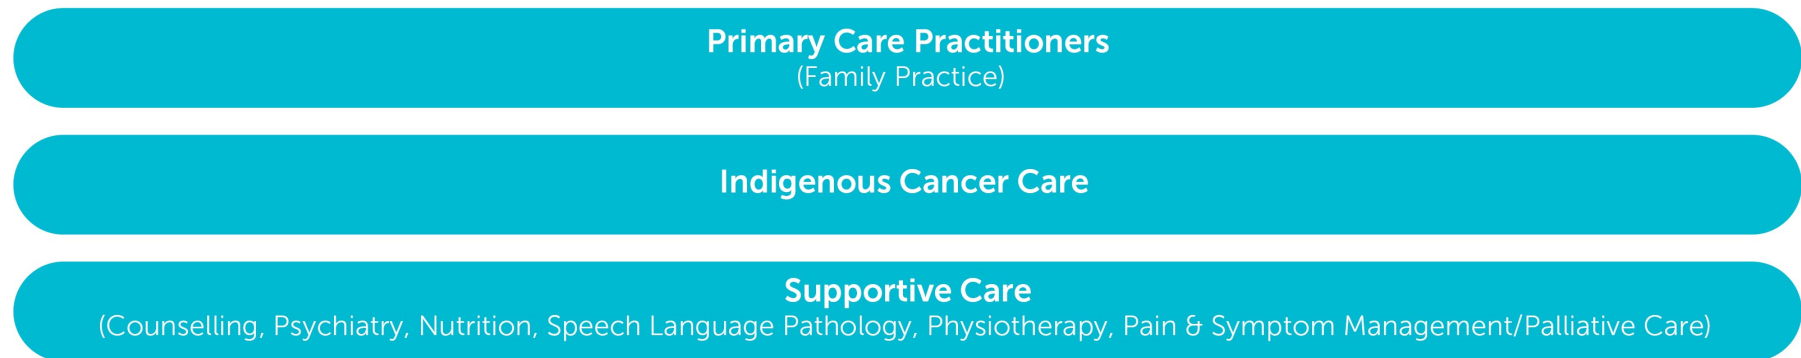 Primary Care Practitioners
(Family Practice)
Indigenous Cancer Care
Supportive Care
(Counselling, Psychiatry, Nutrition, Speech Language Pathology, Physiotherapy, Pain & Symptom Management/Palliative Care)